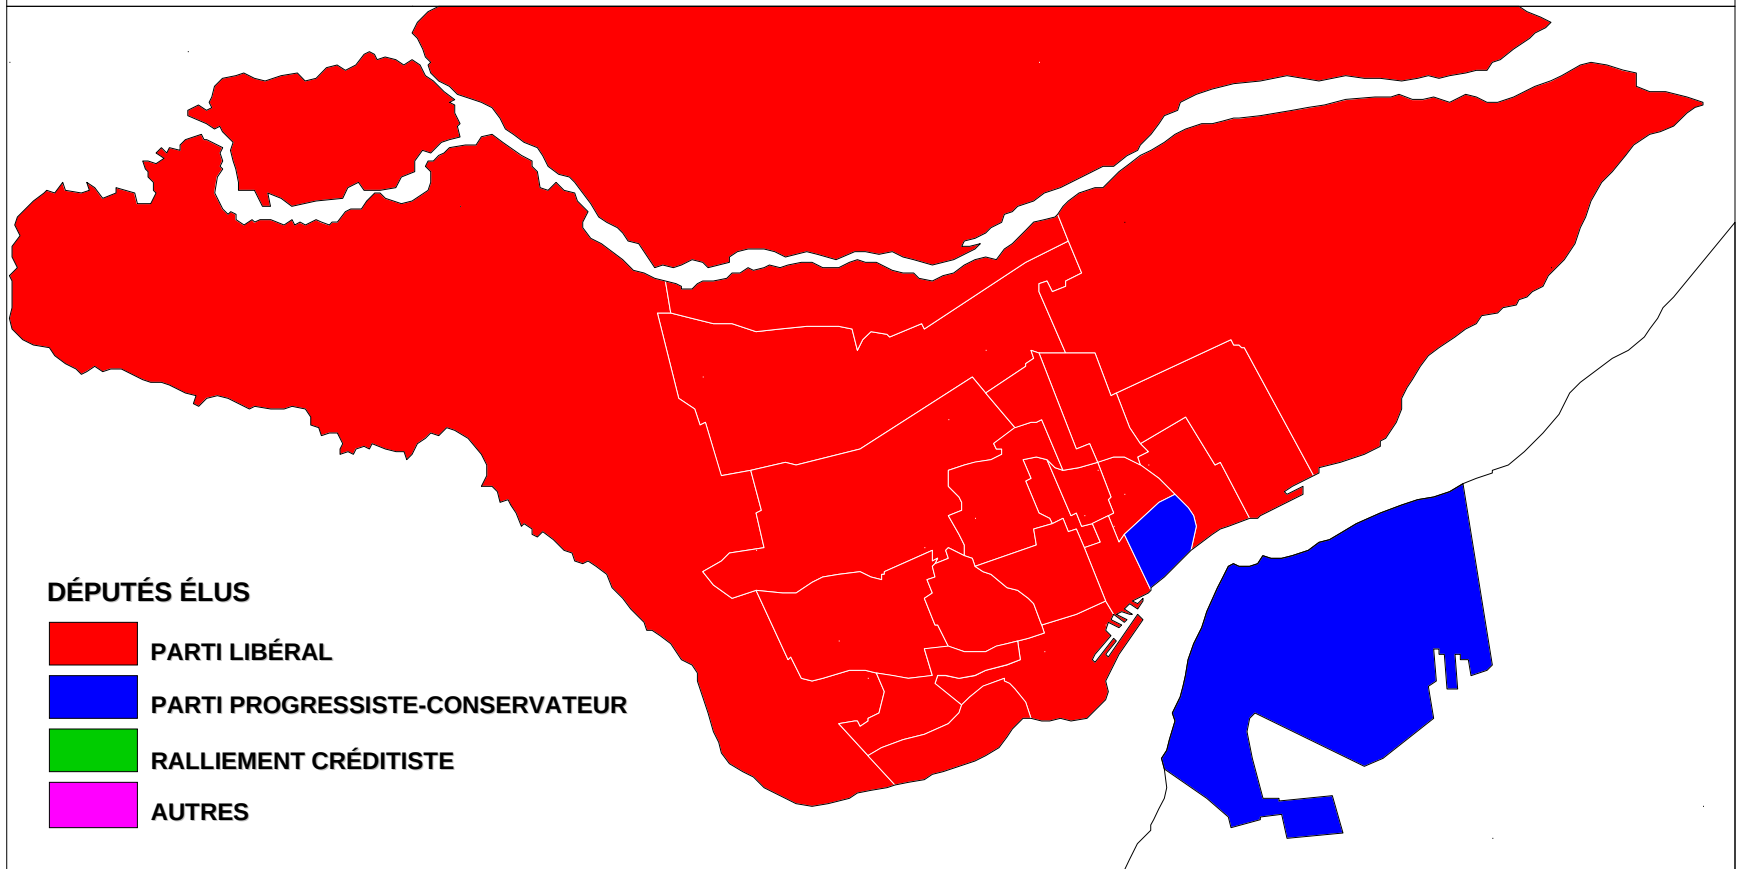 DÉPUTÉS ÉLUS
PARTI LIBÉRAL
PARTI PROGRESSISTE-CONSERVATEUR
RALLIEMENT CRÉDITISTE
AUTRES